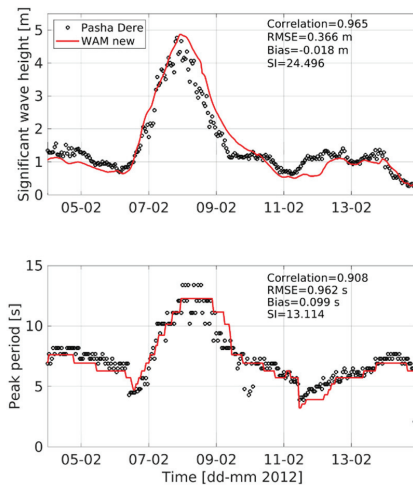 Significant wave height [m]
5
4
3
2
1
0
Pasha Dere
WAM new
Correlation=0.965
RMSE=0.366 m
Bias=-0.018 m
SI=24.496
05-02 07-02 09-02 11-02 13-02
Peak period [s]
15
10
5
0
Correlation=0.908
RMSE=0.962 s
Bias=0.099 s
SI=13.114
05-02 07-02 09-02 11-02 13-02
Time [dd-mm 2012]